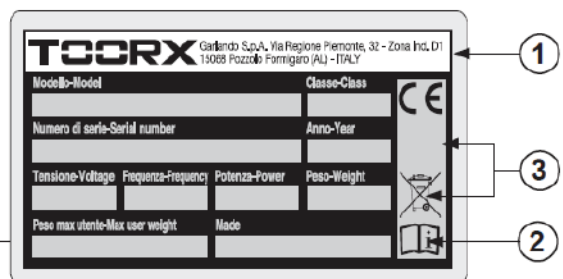 TOORX
Garlando S.p.A. Via Regione Piemonte, 32 - Zona Ind. D1
15068 Pozzolo Formigaro (AL) - ITALY
1
Modello-Model Classe-Class
CE
Numero di serie-Serial number Anno-Year
3
Tensione-Voltage Frequenza-Frequency Potenza-Power Peso-Weight
Peso max utente-Max user weight Made
i
2